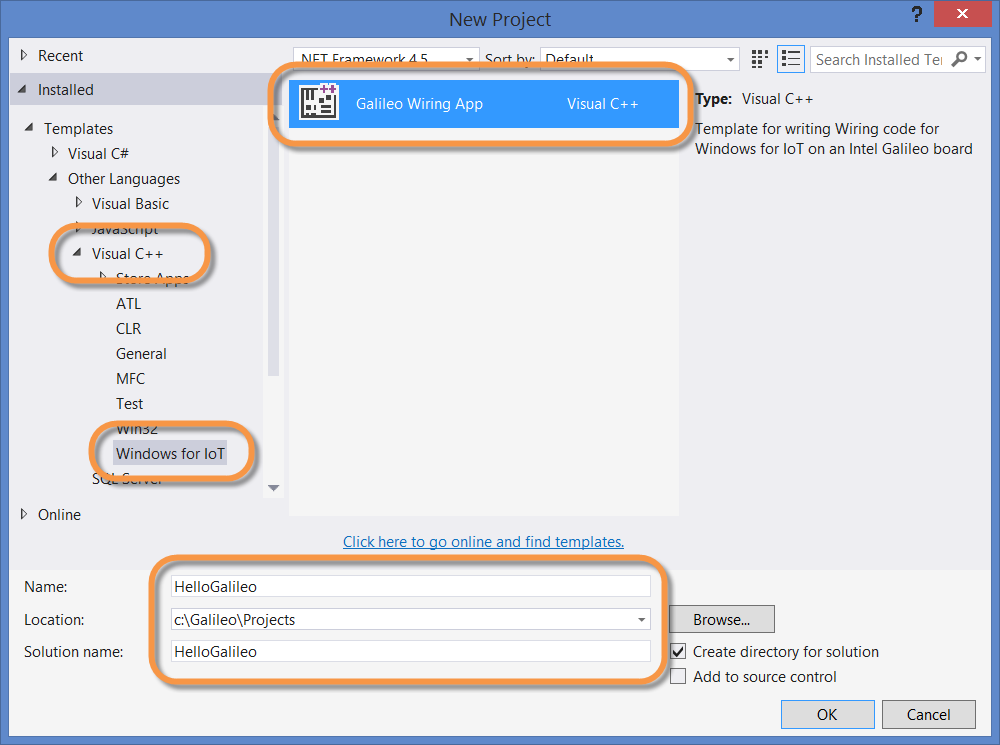 New Project
?
Recent
.NET Framework 4.5
Sort by: Default
Search Installed Te
Installed
Templates
Visual C#
Other Languages
Visual Basic
JavaScript
Visual C++
Store Apps
ATL
CLR
General
MFC
Test
Win32
Windows for IoT
SQL Server
Online
Galileo Wiring App Visual C++
Type: Visual C++
Template for writing Wiring code for
Windows for IoT on an Intel Galileo board
Click here to go online and find templates.
Name: HelloGalileo
Location: c:\Galileo\Projects
Browse...
Solution name: HelloGalileo
Create directory for solution
Add to source control
OK
Cancel